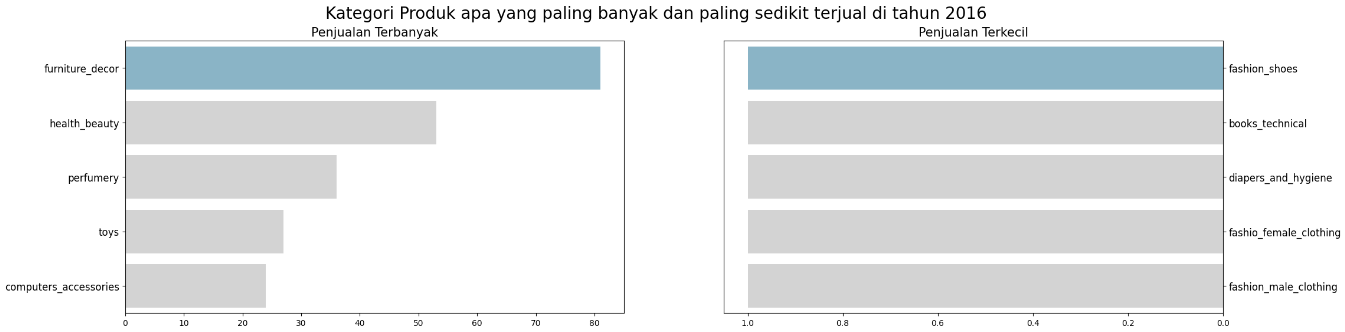 Kategori Produk apa yang paling banyak dan paling sedikit terjual di tahun 2016
Penjualan Terbanyak
furniture_decor
health_beauty
perfumery
toys
computers_accessories
0 10 20 30 40 50 60 70 80
Penjualan Terkecil
fashion_shoes
books_technical
diapers_and_hygiene
fashio_female_clothing
fashion_male_clothing
1.0 0.8 0.6 0.4 0.2 0.0